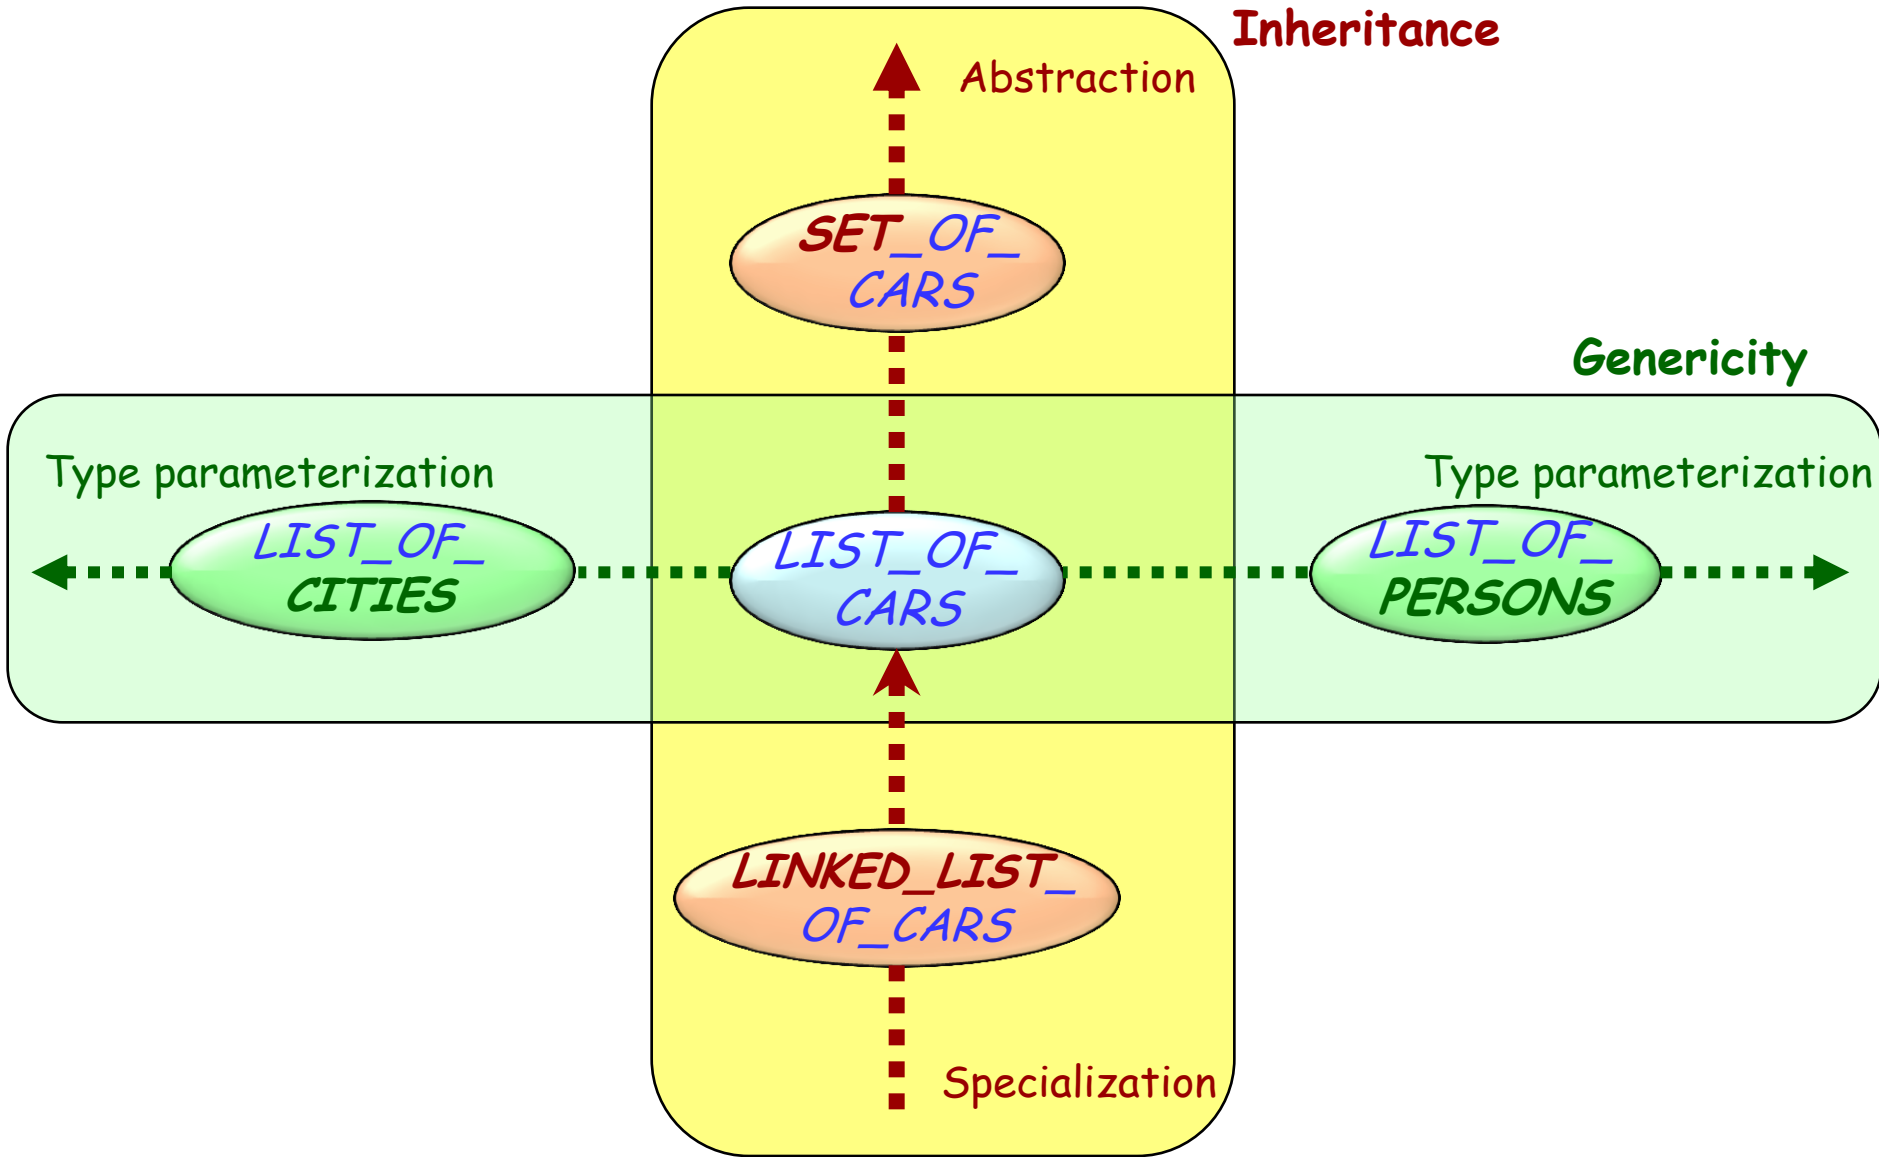 Inheritance
Abstraction
SET_OF_
CARS
Genericity
Type parameterization
Type parameterization
LIST_OF_
CITIES
LIST_OF_
CARS
LIST_OF_
PERSONS
LINKED_LIST_
OF_CARS
Specialization